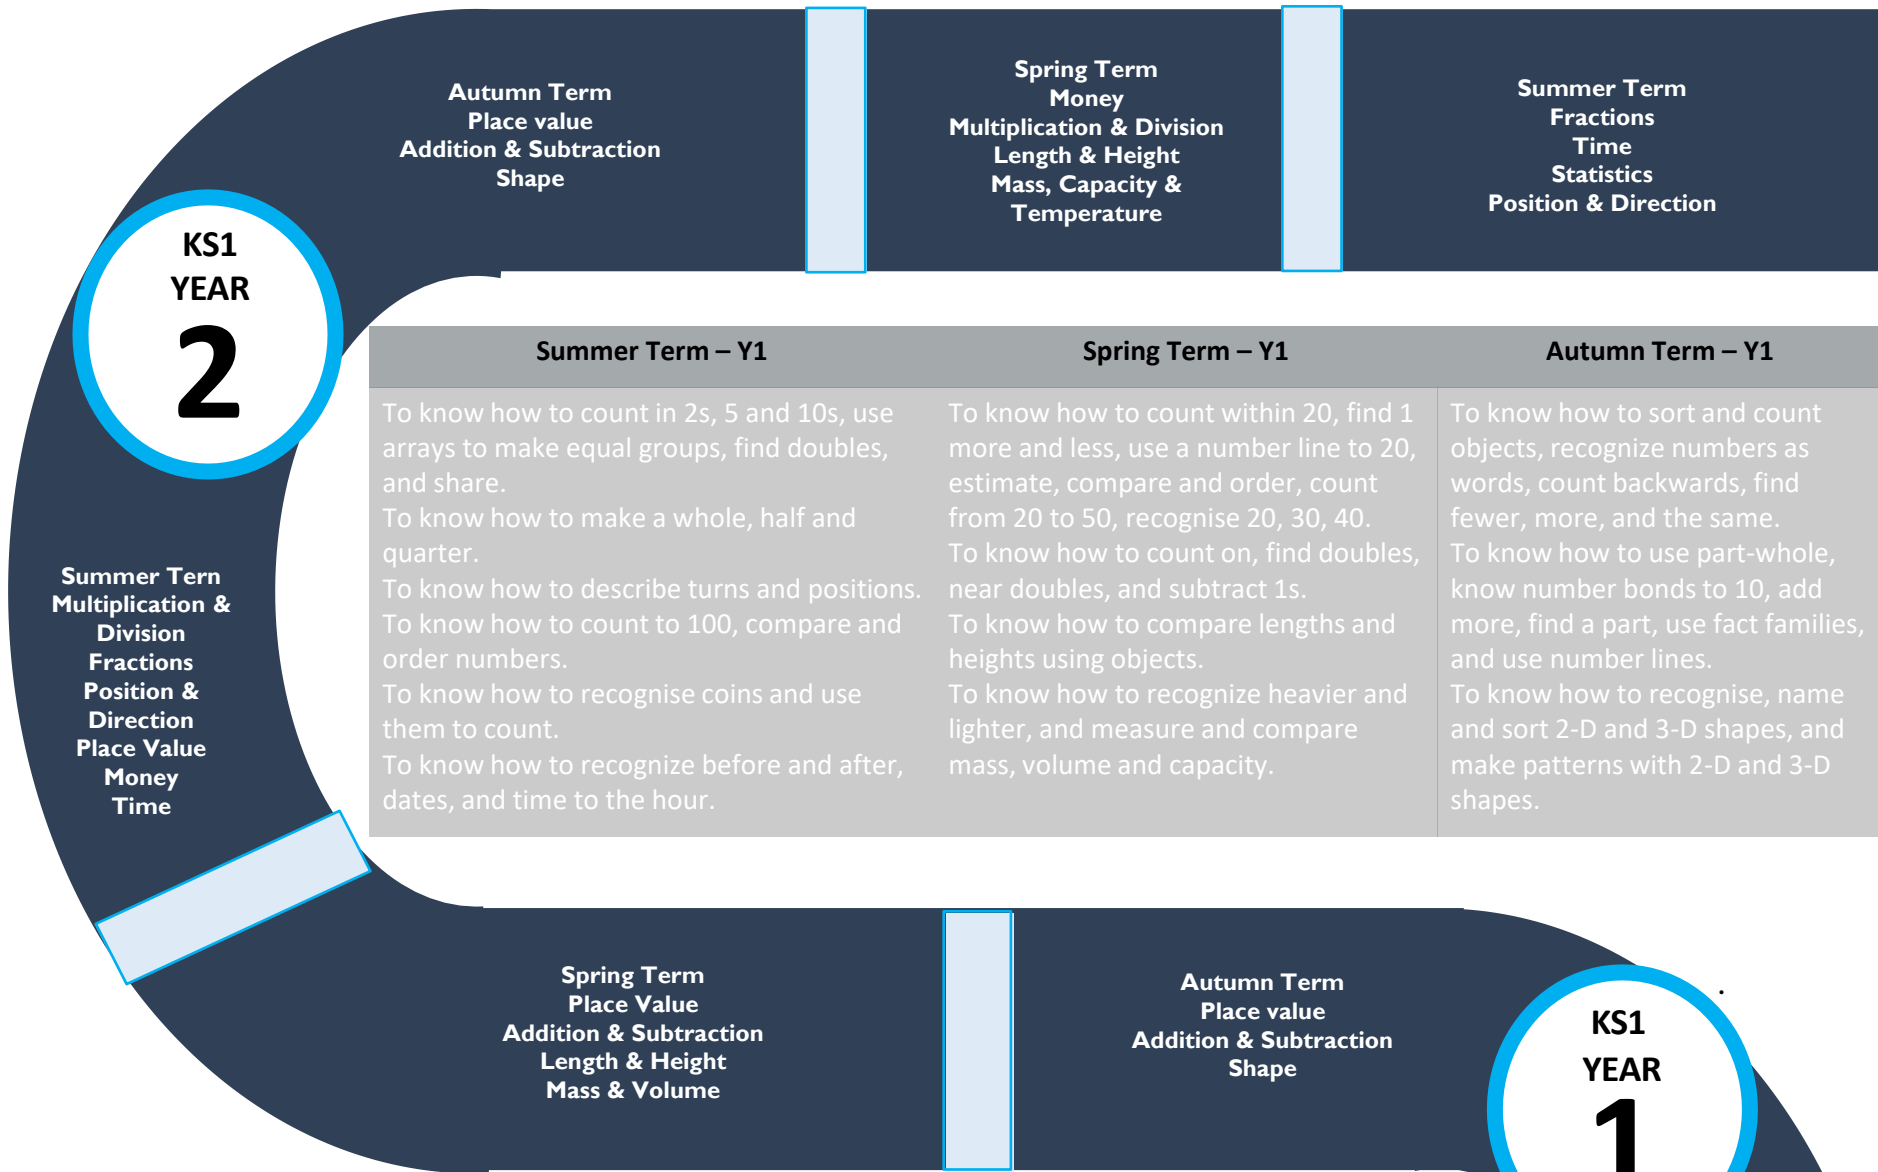 Autumn Term
Place value
Addition & Subtraction
Shape
Spring Term
Money
Multiplication & Division
Length & Height
Mass, Capacity &
Temperature
Summer Term
Fractions
Time
Statistics
Position & Direction
KS1
YEAR
2
Summer Term – Y1
To know how to count in 2s, 5 and 10s, use
arrays to make equal groups, find doubles,
and share.
To know how to make a whole, half and
quarter.
To know how to describe turns and positions.
To know how to count to 100, compare and
order numbers.
To know how to recognise coins and use
them to count.
To know how to recognize before and after,
dates, and time to the hour.
Spring Term – Y1
To know how to count within 20, find 1
more and less, use a number line to 20,
estimate, compare and order, count
from 20 to 50, recognise 20, 30, 40.
To know how to count on, find doubles,
near doubles, and subtract 1s.
To know how to compare lengths and
heights using objects.
To know how to recognize heavier and
lighter, and measure and compare
mass, volume and capacity.
Autumn Term – Y1
To know how to sort and count
objects, recognize numbers as
words, count backwards, find
fewer, more, and the same.
To know how to use part-whole,
know number bonds to 10, add
more, find a part, use fact families,
and use number lines.
To know how to recognise, name
and sort 2-D and 3-D shapes, and
make patterns with 2-D and 3-D
shapes.
Summer Tern
Multiplication &
Division
Fractions
Position &
Direction
Place Value
Money
Time
Spring Term
Place Value
Addition & Subtraction
Length & Height
Mass & Volume
Autumn Term
Place value
Addition & Subtraction
Shape
.
KS1
YEAR
1